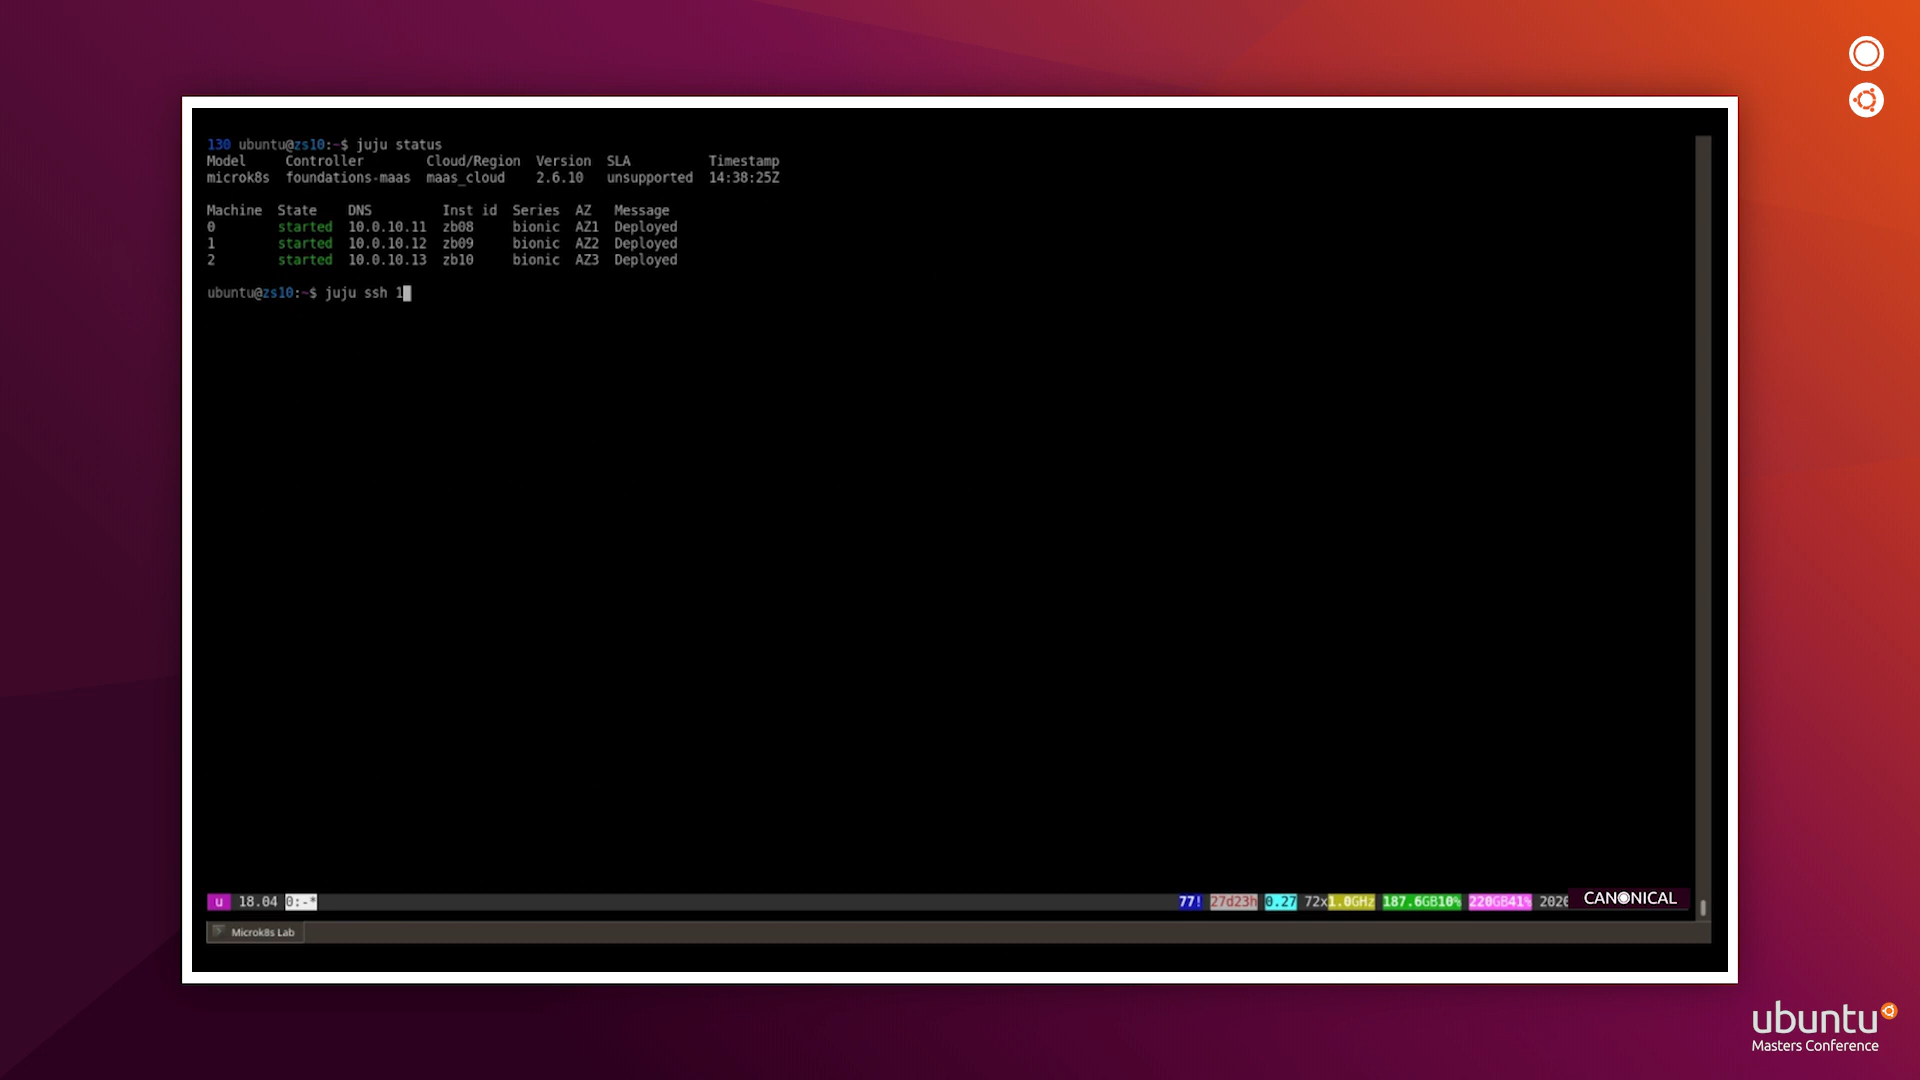 130 ubuntu@zs10:~$ juju status
Model Controller Cloud/Region Version SLA Timestamp
microk8s foundations-maas maas_cloud 2.6.10 unsupported 14:38:25Z
Machine State DNS Inst id Series AZ Message
0 started 10.0.10.11 zb08 bionic AZ1 Deployed
1 started 10.0.10.12 zb09 bionic AZ2 Deployed
2 started 10.0.10.13 zb10 bionic AZ3 Deployed
ubuntu@zs10:~$ juju ssh 1
u 18.04 0:-* 77! 27d23h 0.27 72x1.0GHz 187.6GB10% 220GB41% 2020 CANONICAL
Microk8s Lab
ubuntu
Masters Conference